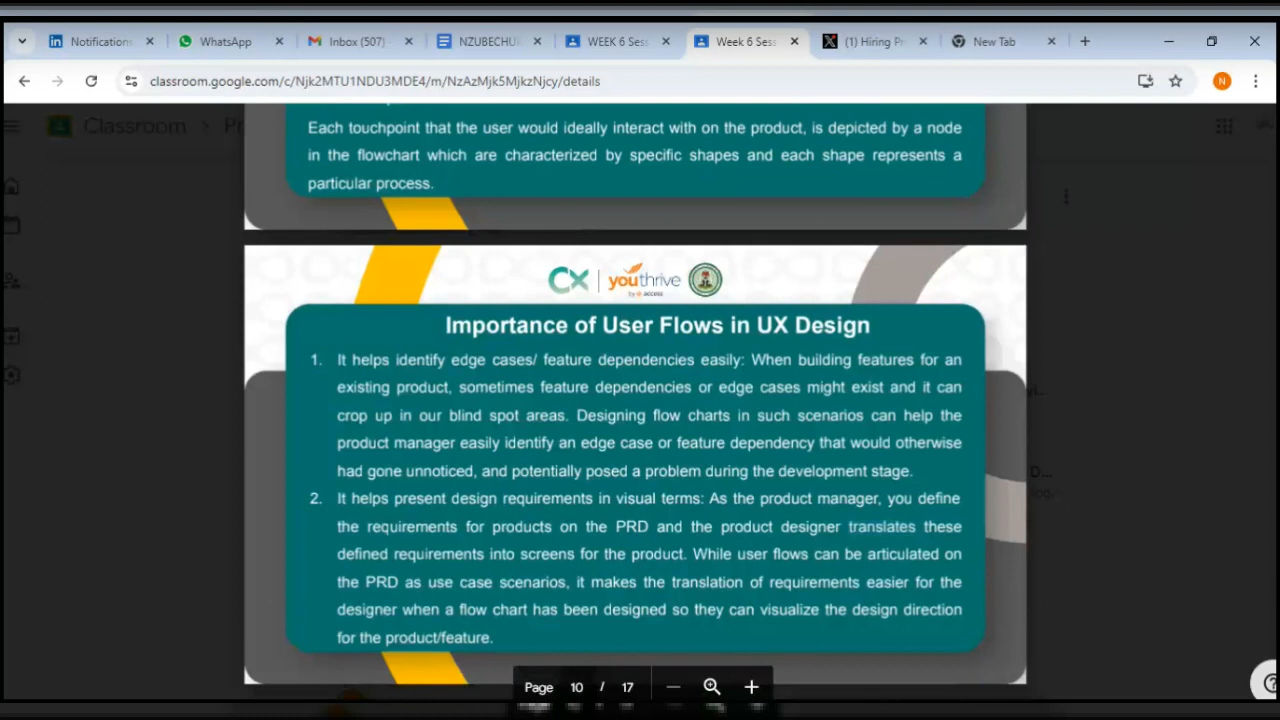 Notifications
WhatsApp
Inbox (507)
NZUBECHUK
WEEK 6 Sess
Week 6 Sess
(1) Hiring Pr
New Tab
classroom.google.com/c/Njk2MTU1NDU3MDE4/m/NzAzMjk5MjkzNjcy/details
N
Classroom > Pr
Each touchpoint that the user would ideally interact with on the product, is depicted by a node
in the flowchart which are characterized by specific shapes and each shape represents a
particular process.
CX | youthrive
by access
Importance of User Flows in UX Design
1. It helps identify edge cases/ feature dependencies easily: When building features for an
existing product, sometimes feature dependencies or edge cases might exist and it can
crop up in our blind spot areas. Designing flow charts in such scenarios can help the
product manager easily identify an edge case or feature dependency that would otherwise
had gone unnoticed, and potentially posed a problem during the development stage.
2. It helps present design requirements in visual terms: As the product manager, you define
the requirements for products on the PRD and the product designer translates these
defined requirements into screens for the product. While user flows can be articulated on
the PRD as use case scenarios, it makes the translation of requirements easier for the
designer when a flow chart has been designed so they can visualize the design direction
for the product/feature.
Page 10 / 17